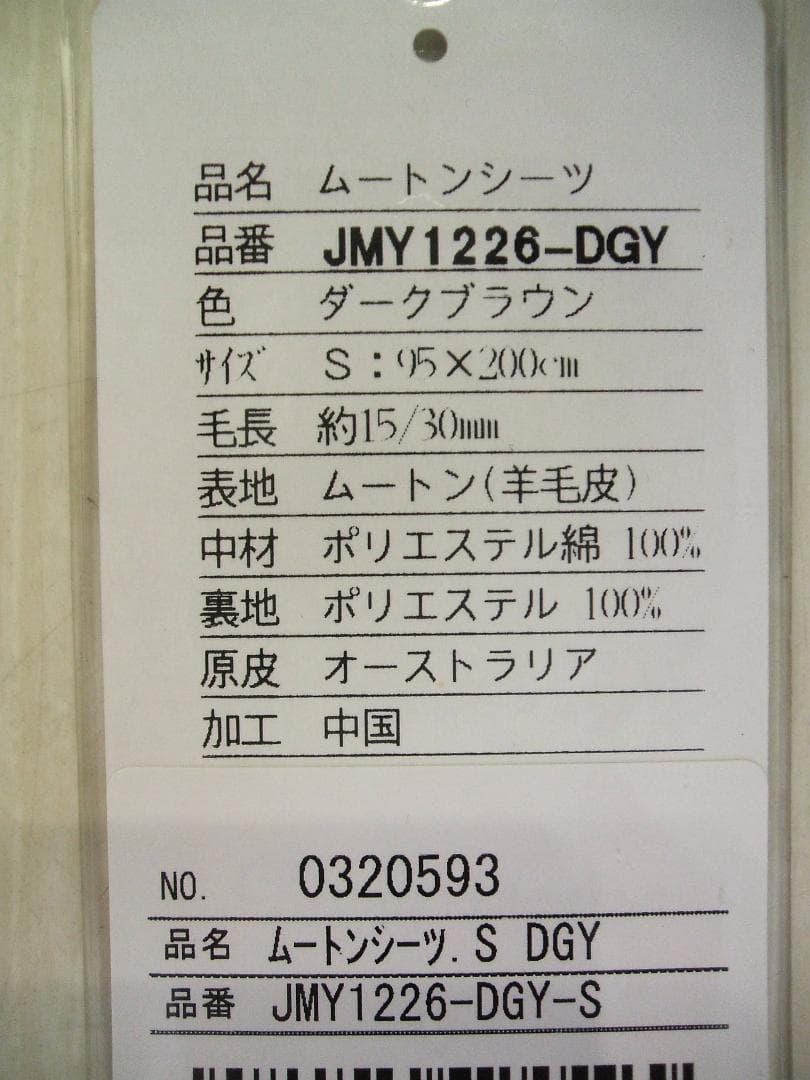 品名 ムートンシーツ
品番 JMY1226-DGY
色 ダークブラウン
サイズ S:95×200cm
毛長 約15/30mm
表地 ムートン(羊毛皮)
中材 ポリエステル綿 100%
裏地 ポリエステル 100%
原皮 オーストラリア
加工 中国
NO. 0320593
品名 ムートンシーツ.S DGY
品番 JMY1226-DGY-S